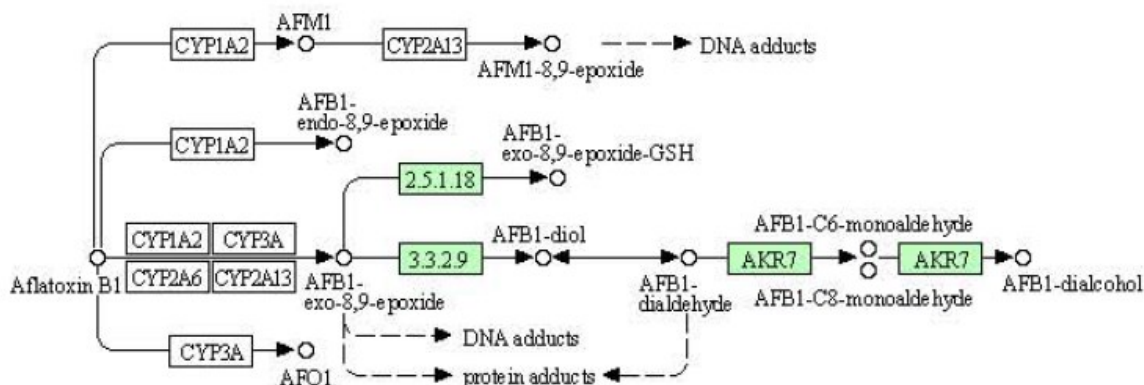 AFM1
CYP1A2
CYP2A13
DNA adducts
AFM1-8,9-epoxide
AFB1-
endo-8,9-epoxide
CYP1A2
AFB1-
exo-8,9-epoxide-GSH
2.5.1.18
CYP1A2 CYP3A
CYP2A6 CYP2A13
Aflatoxin B1
AFB1-
exo-8,9-epoxide
3.3.2.9
AFB1-diol
AFB1-
dialdehyde
AKR7
AFB1-C6-monoaldehyde
AFB1-C8-monoaldehyde
AKR7
AFB1-dialcohol
DNA adducts
protein adducts
CYP3A
AFO1